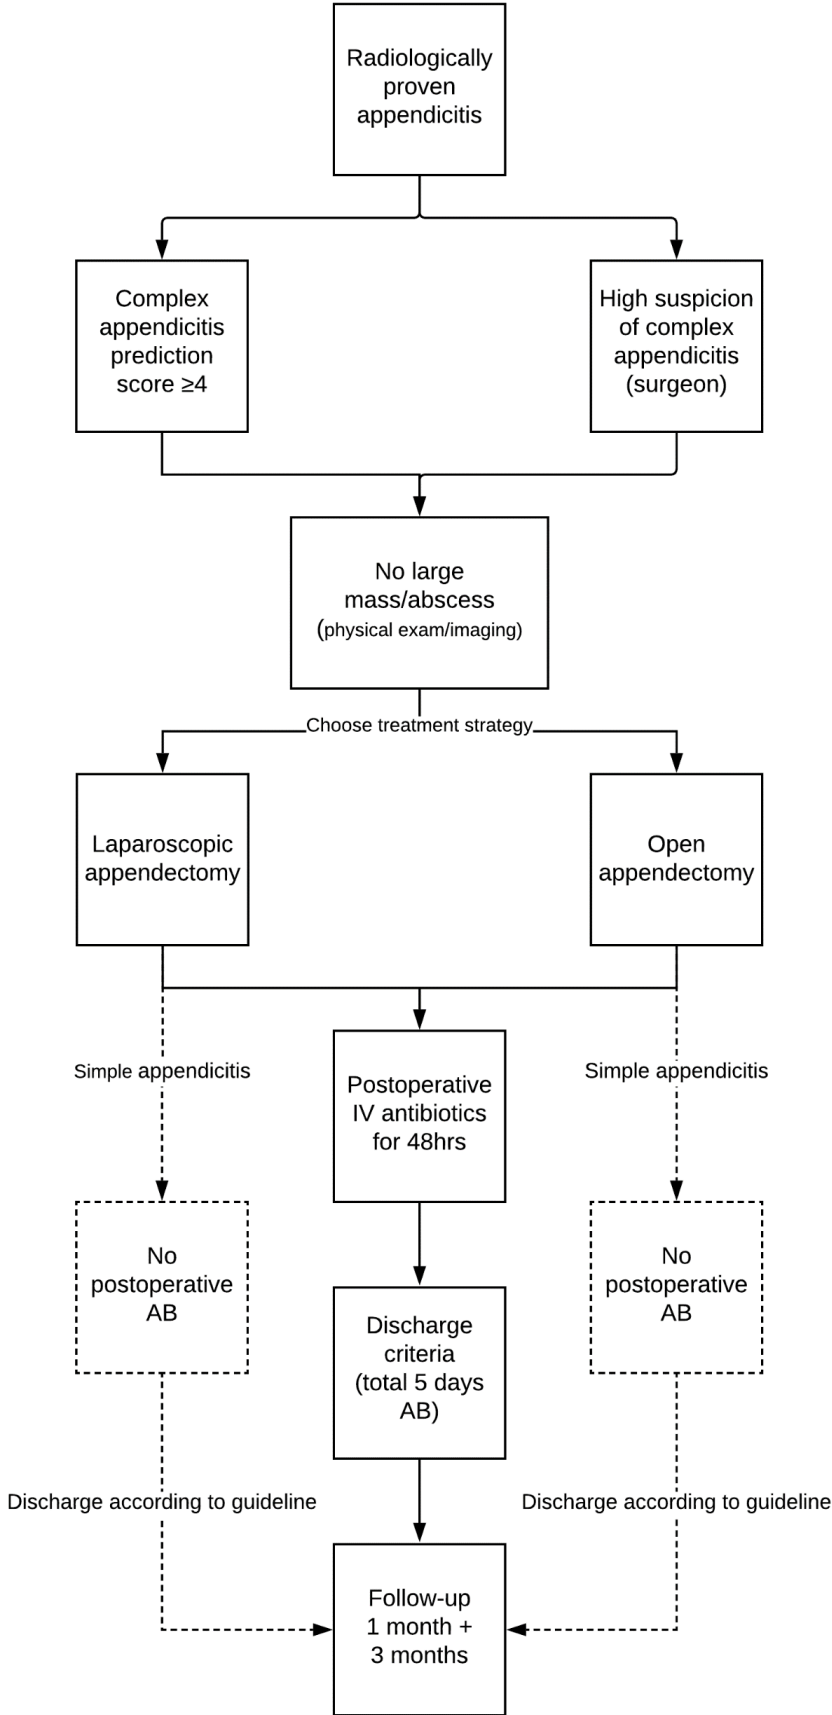 Radiologically
proven
appendicitis
Complex
appendicitis
prediction
score ≥4
High suspicion
of complex
appendicitis
(surgeon)
No large
mass/abscess
(physical exam/imaging)
Choose treatment strategy
Laparoscopic
appendectomy
Open
appendectomy
Simple appendicitis
Postoperative
IV antibiotics
for 48hrs
Simple appendicitis
No
postoperative
AB
Discharge
criteria
(total 5 days
AB)
No
postoperative
AB
Discharge according to guideline
Discharge according to guideline
Follow-up
1 month +
3 months